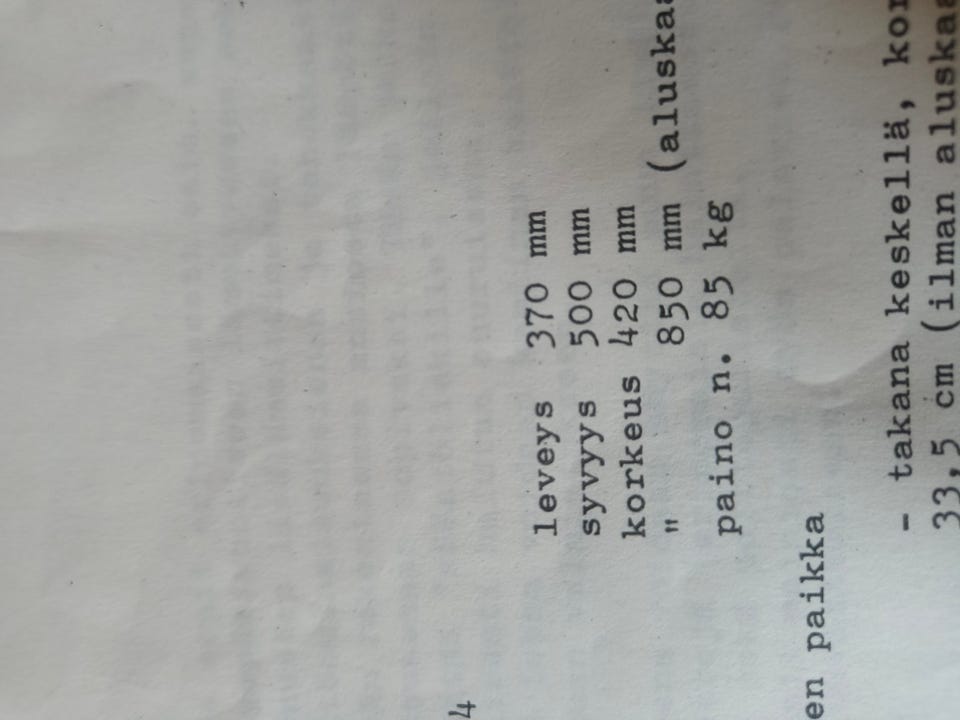 4
leveys 370 mm
syvyys 500 mm
korkeus 420 mm
" 850 mm
paino n. 85 kg
en paikka
- takana keskellä,
33,5 cm (ilman